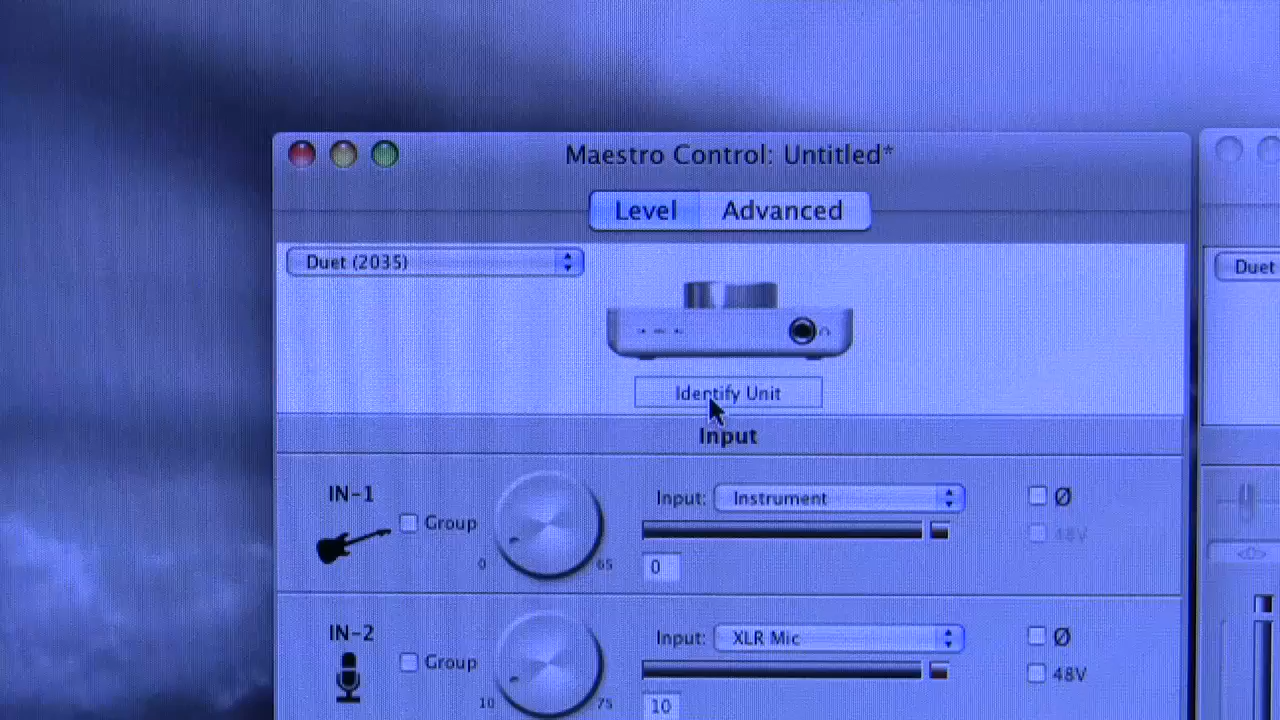 Maestro Control: Untitled*
Level Advanced
Duet (2035)
Duet
Identify Unit
Input
IN-1
Group
0 65
Input: Instrument
Ø
48V
0
IN-2
Group
10 75
Input: XLR Mic
Ø
48V
10